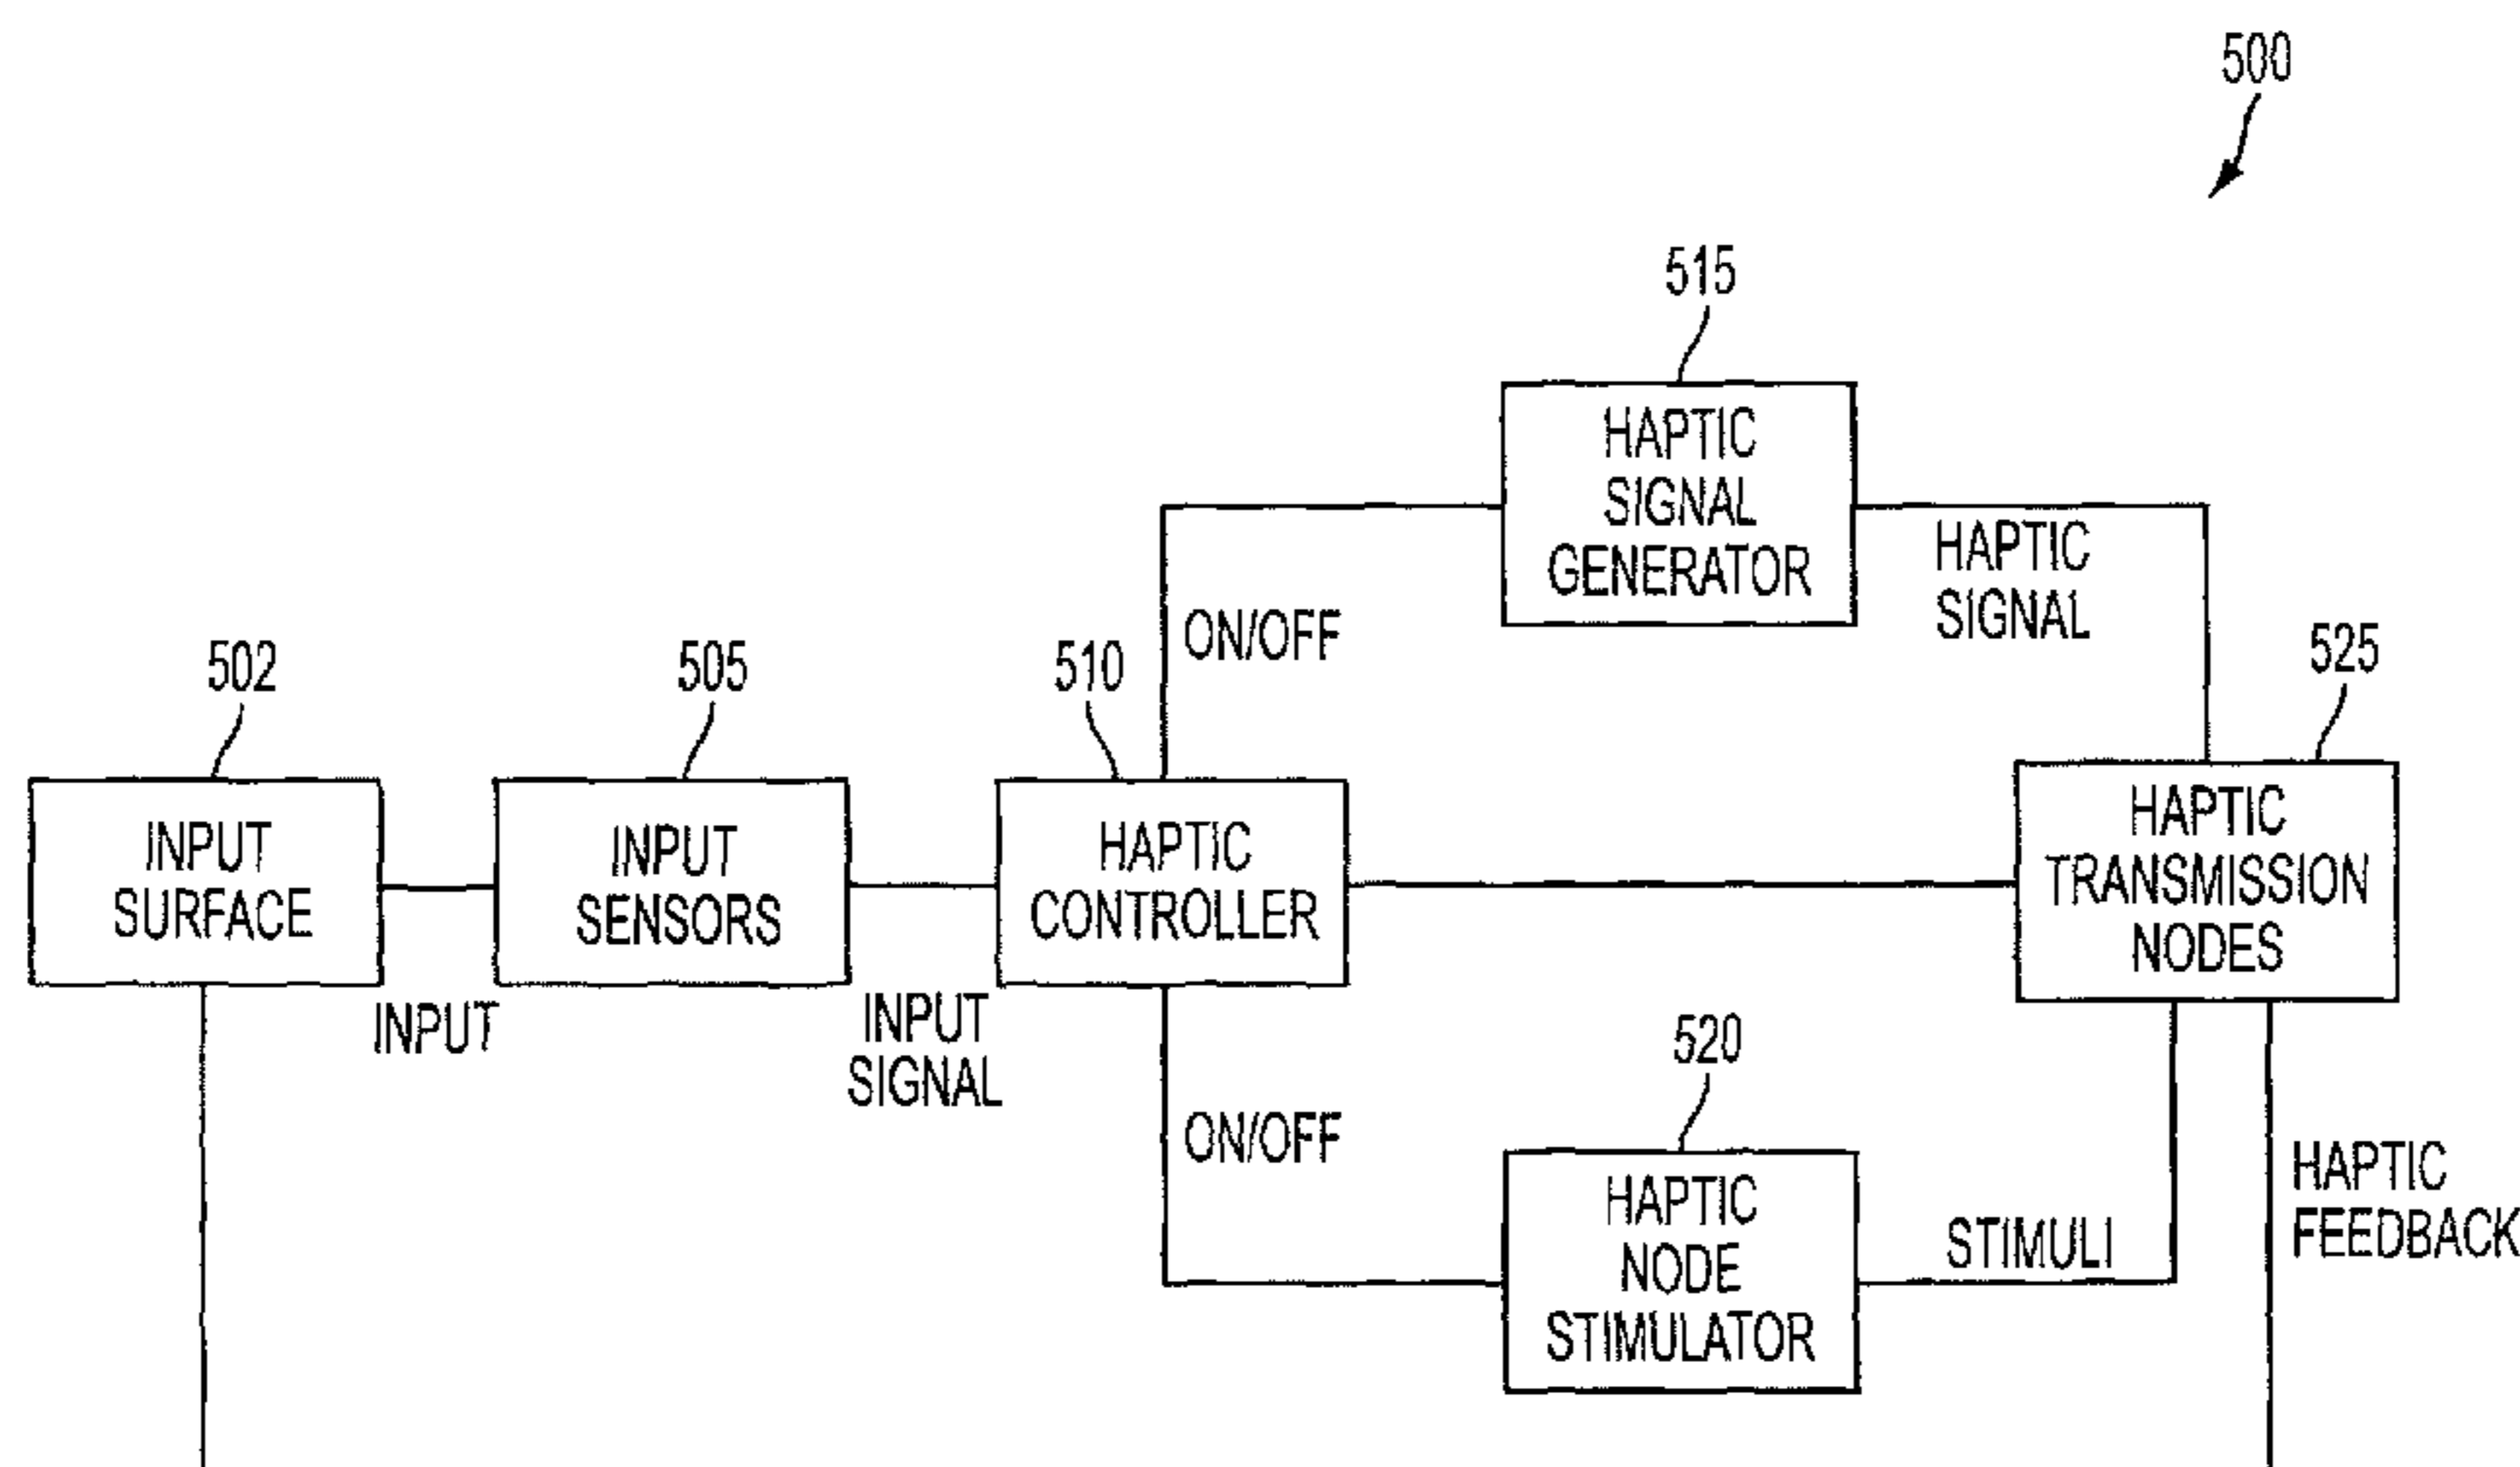 500
515
HAPTIC
SIGNAL
GENERATOR
HAPTIC
SIGNAL
ON/OFF
502
505
510
525
INPUT
SURFACE
INPUT
SENSORS
HAPTIC
CONTROLLER
HAPTIC
TRANSMISSION
NODES
INPUT
INPUT
SIGNAL
520
ON/OFF
HAPTIC
NODE
STIMULATOR
STIMULI
HAPTIC
FEEDBACK